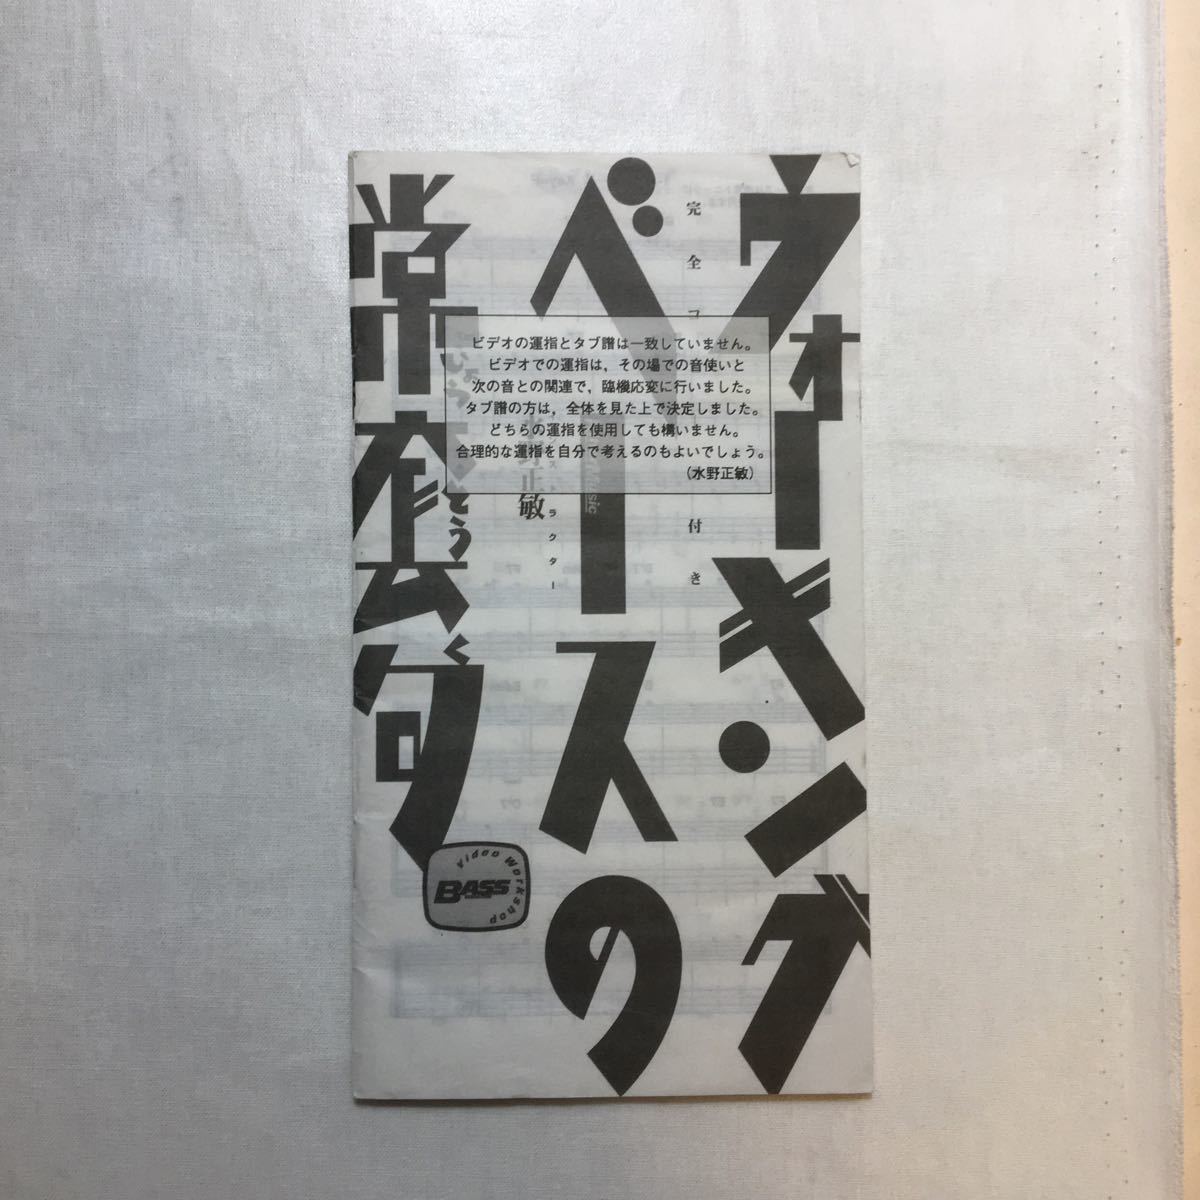 ウォーキング
ベースの
常套句
じょうとうく
完全コ
付き
ビデオの運指とタブ譜は一致していません。
ビデオでの運指は，その場での音使いと
次の音との関連で，臨機応変に行いました。
タブ譜の方は，全体を見た上で決定しました。
どちらの運指を使用しても構いません。
合理的な運指を自分で考えるのもよいでしょう。
(水野正敏)
ラクター
水野正敏
Video Workshop
BASS